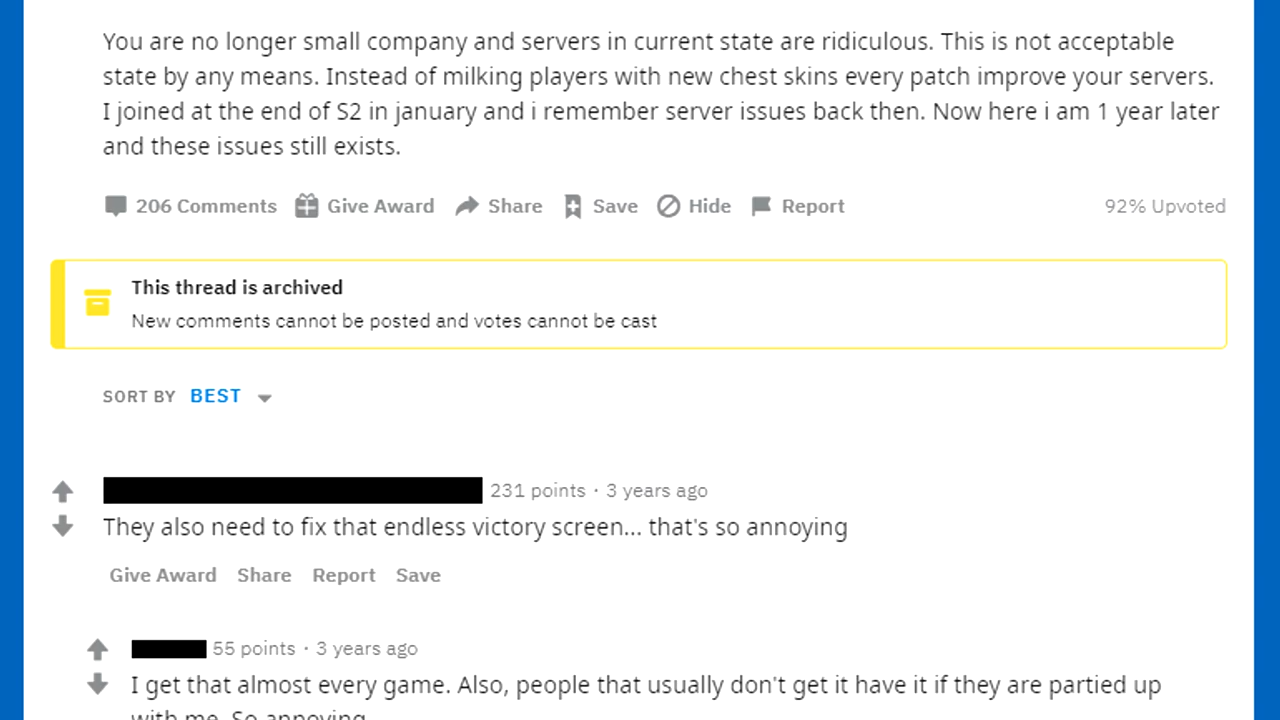 You are no longer small company and servers in current state are ridiculous. This is not acceptable
state by any means. Instead of milking players with new chest skins every patch improve your servers.
I joined at the end of S2 in january and i remember server issues back then. Now here i am 1 year later
and these issues still exists.
206 Comments Give Award Share Save Hide Report 92% Upvoted
This thread is archived
New comments cannot be posted and votes cannot be cast
SORT BY BEST
231 points · 3 years ago
They also need to fix that endless victory screen... that's so annoying
Give Award Share Report Save
55 points · 3 years ago
I get that almost every game. Also, people that usually don't get it have it if they are partied up
with me. So annoying